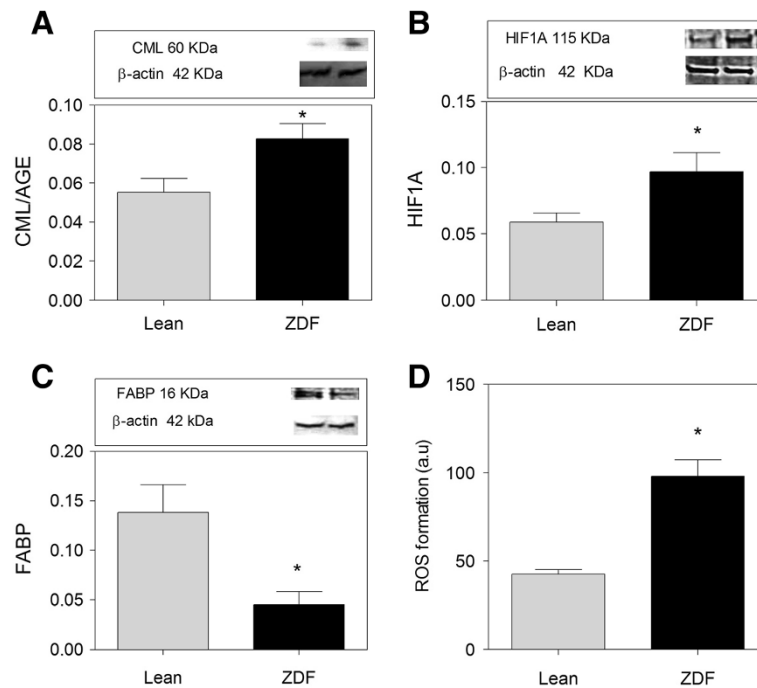 A
CML 60 KDa
β-actin 42 KDa
0.10
0.08
0.06
0.04
0.02
0.00
CML/AGE
*
Lean ZDF
B
HIF1A 115 KDa
β-actin 42 KDa
0.15
0.10
0.05
0.00
HIF1A
*
Lean ZDF
C
FABP 16 KDa
β-actin 42 kDa
0.20
0.15
0.10
0.05
0.00
FABP
*
Lean ZDF
D
150
100
50
0
ROS formation (a.u)
*
Lean ZDF